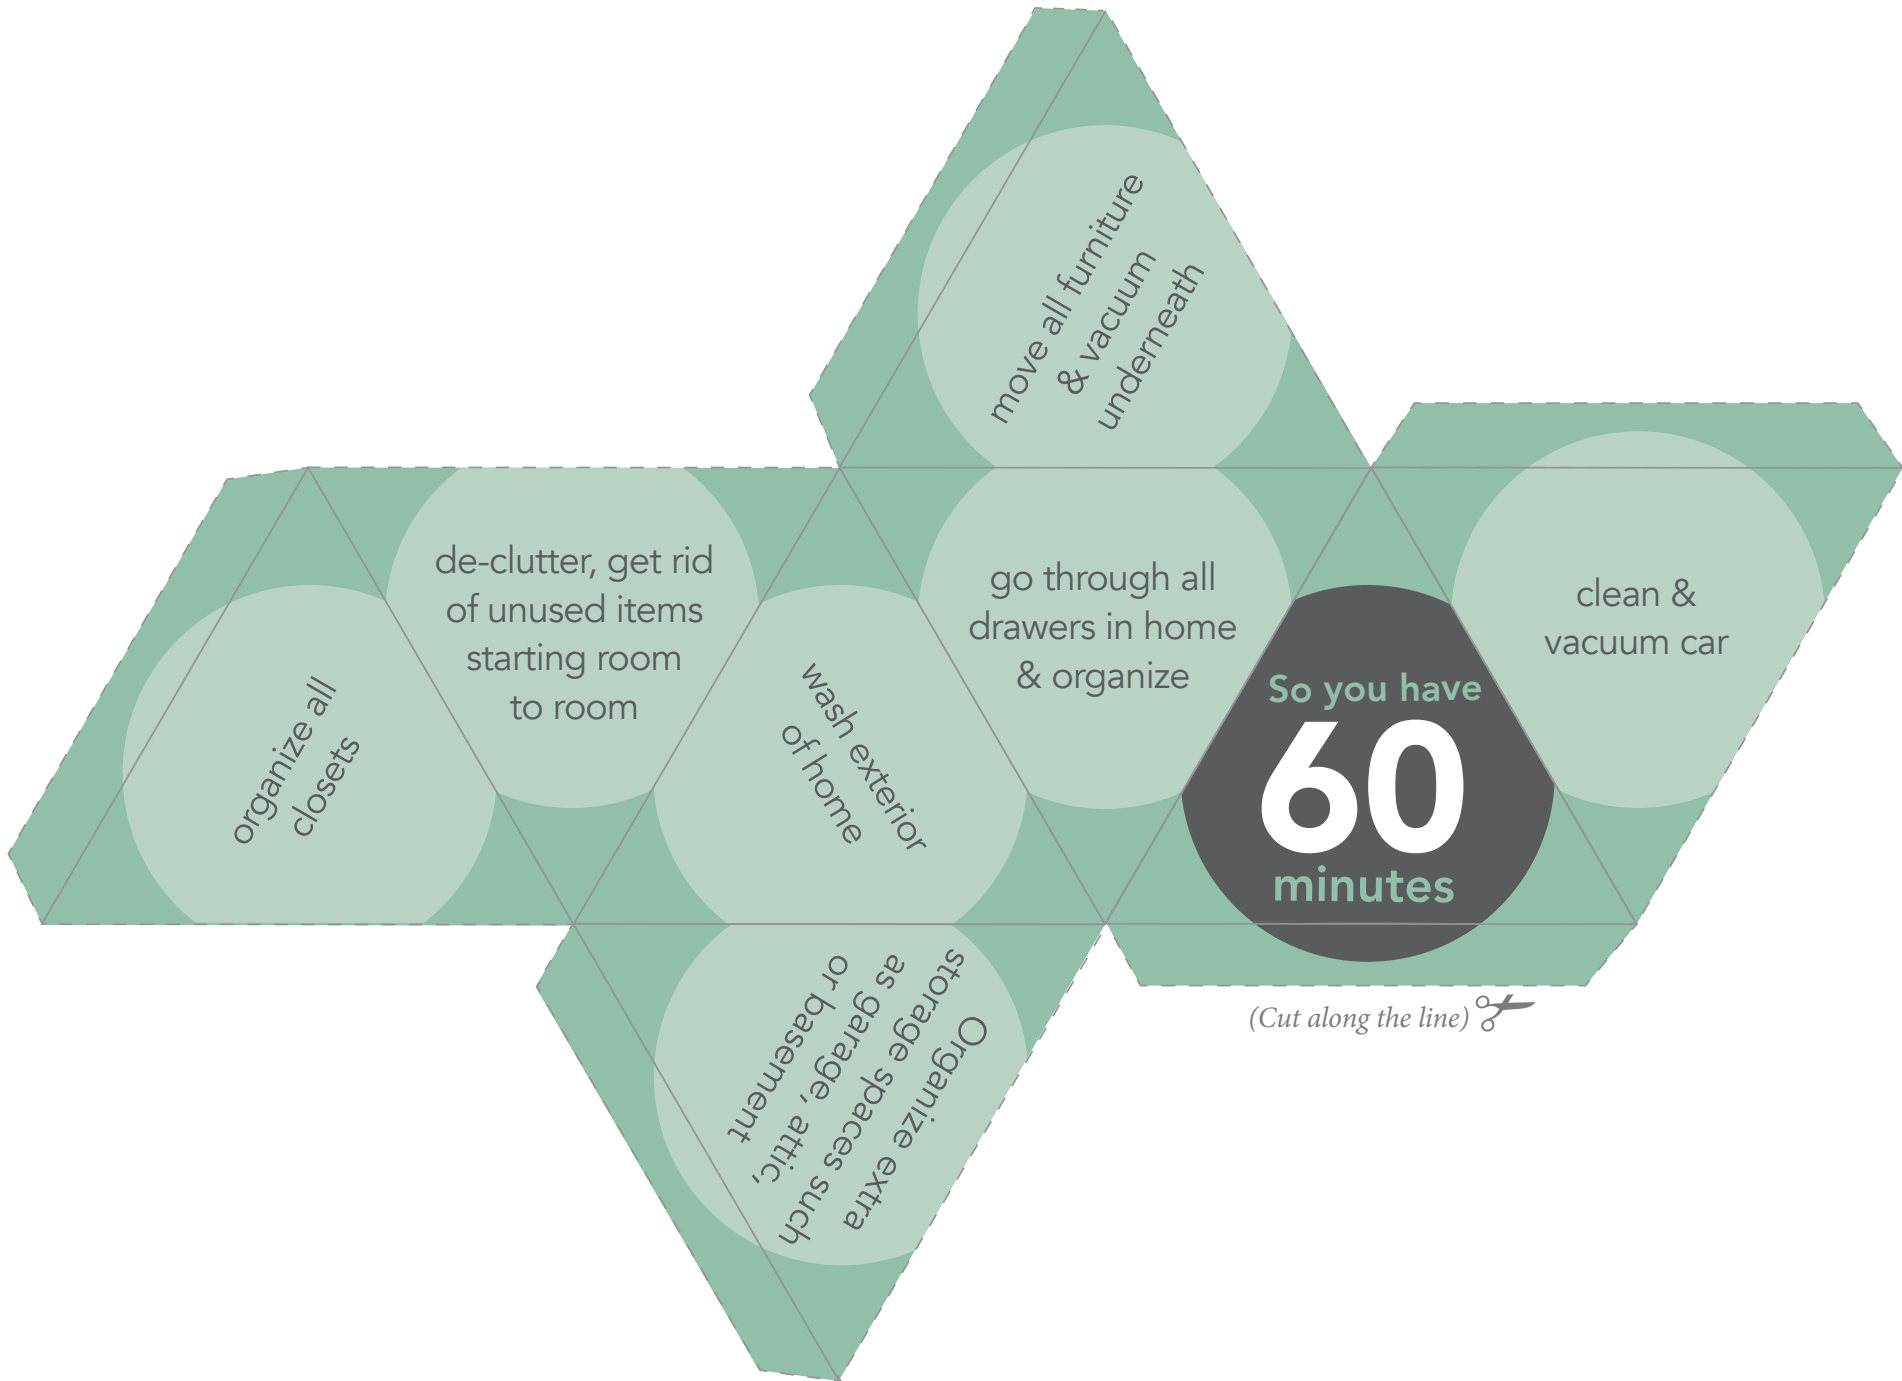 move all furniture
& vacuum
underneath
organize all
closets
de-clutter, get rid
of unused items
starting room
to room
wash exterior
of home
go through all
drawers in home
& organize
So you have
60
minutes
clean &
vacuum car
Organize extra
storage spaces such
as garage, attic,
or basement
(Cut along the line)